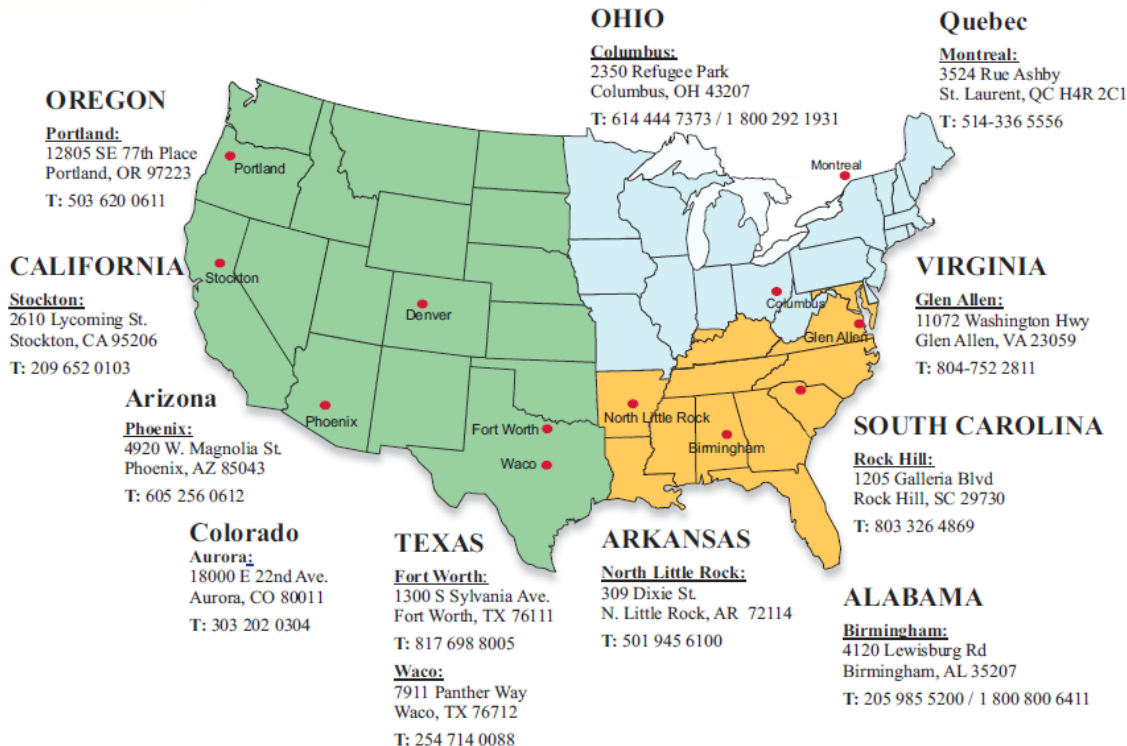 OHIO
Columbus:
2350 Refugee Park
Columbus, OH 43207
T: 614 444 7373 / 1 800 292 1931
Quebec
Montreal:
3524 Rue Ashby
St. Laurent, QC H4R 2C1
T: 514-336 5556
OREGON
Portland:
12805 SE 77th Place
Portland, OR 97223
T: 503 620 0611
Portland
Montreal
CALIFORNIA
Stockton:
2610 Lycoming St.
Stockton, CA 95206
T: 209 652 0103
Stockton
Denver
Columbus
Glen Allen
VIRGINIA
Glen Allen:
11072 Washington Hwy
Glen Allen, VA 23059
T: 804-752 2811
Arizona
Phoenix:
4920 W. Magnolia St.
Phoenix, AZ 85043
T: 605 256 0612
Phoenix
Fort Worth
Waco
North Little Rock
Birmingham
SOUTH CAROLINA
Rock Hill:
1205 Galleria Blvd
Rock Hill, SC 29730
T: 803 326 4869
Colorado
Aurora:
18000 E 22nd Ave.
Aurora, CO 80011
T: 303 202 0304
TEXAS
Fort Worth:
1300 S Sylvania Ave.
Fort Worth, TX 76111
T: 817 698 8005
Waco:
7911 Panther Way
Waco, TX 76712
T: 254 714 0088
ARKANSAS
North Little Rock:
309 Dixie St.
N. Little Rock, AR 72114
T: 501 945 6100
ALABAMA
Birmingham:
4120 Lewisburg Rd
Birmingham, AL 35207
T: 205 985 5200 / 1 800 800 6411